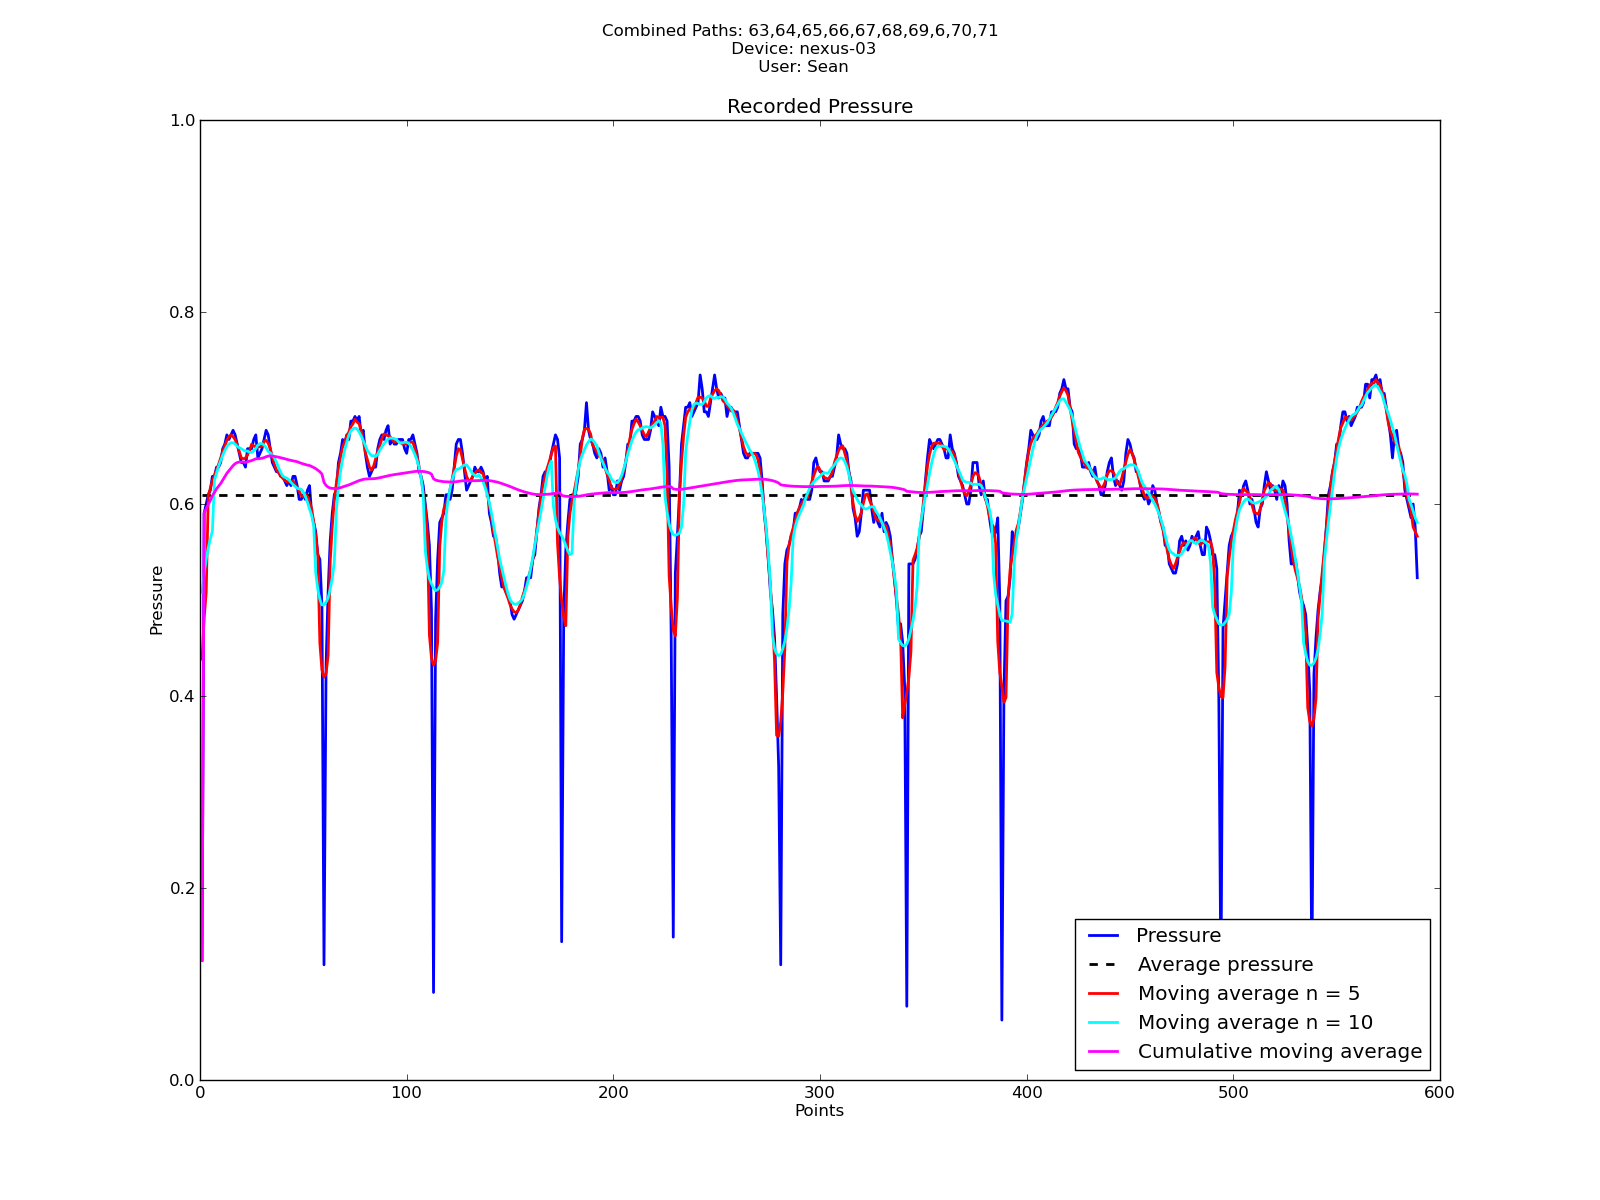 Combined Paths: 63,64,65,66,67,68,69,6,70,71
Device: nexus-03
User: Sean
Recorded Pressure
1.0
0.8
0.6
0.4
0.2
0.0
Pressure
0
100
200
300
400
500
600
Points
Pressure
Average pressure
Moving average n = 5
Moving average n = 10
Cumulative moving average